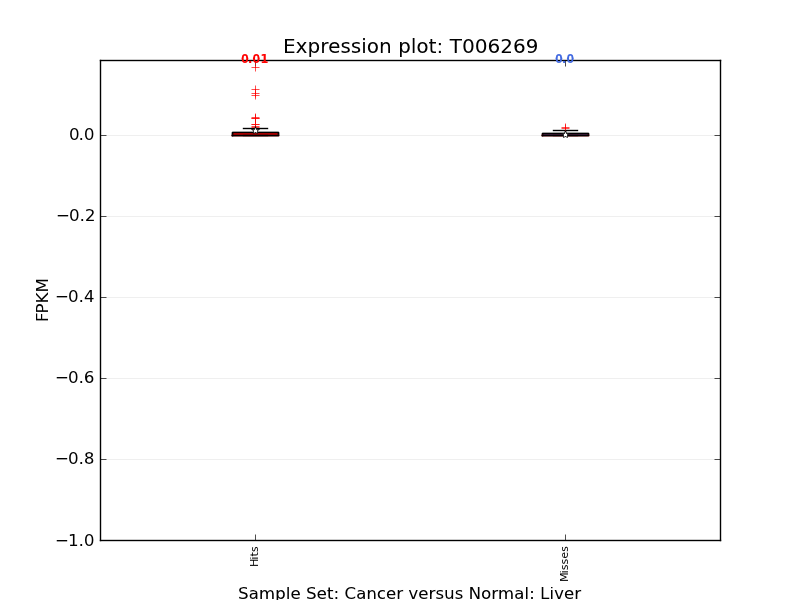 Expression plot: T006269
0.01
0.0
0.0
−0.2
−0.4
−0.6
−0.8
−1.0
FPKM
Hits
Misses
Sample Set: Cancer versus Normal: Liver